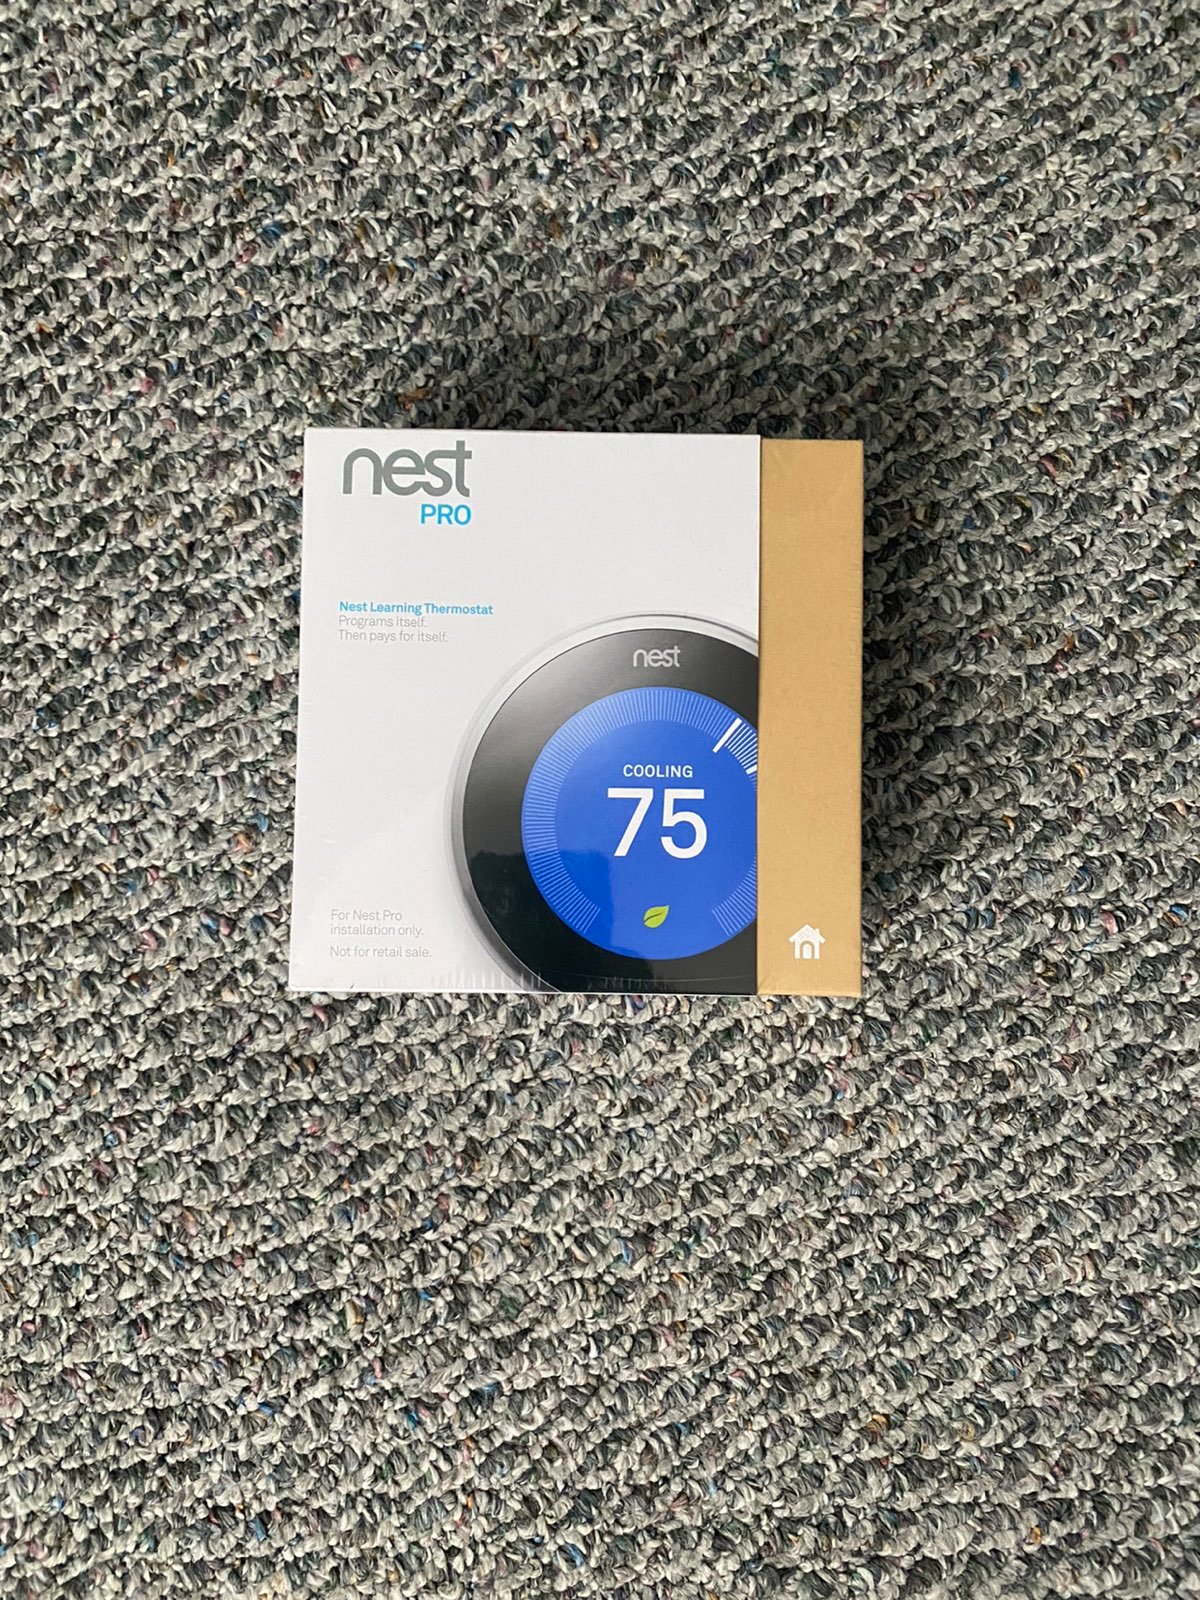 nest
PRO
Nest Learning Thermostat
Programs itself.
Then pays for itself.
nest
COOLING
75
For Nest Pro
installation only.
Not for retail sale.